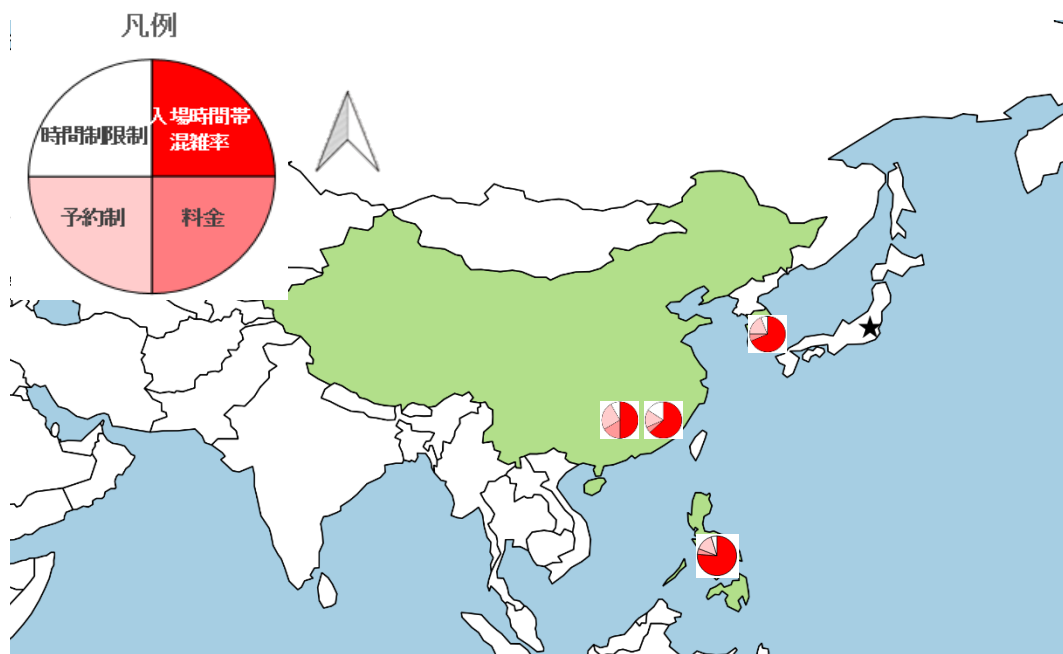 凡例
時間制限制
入場時間帯
混雑率
予約制
料金